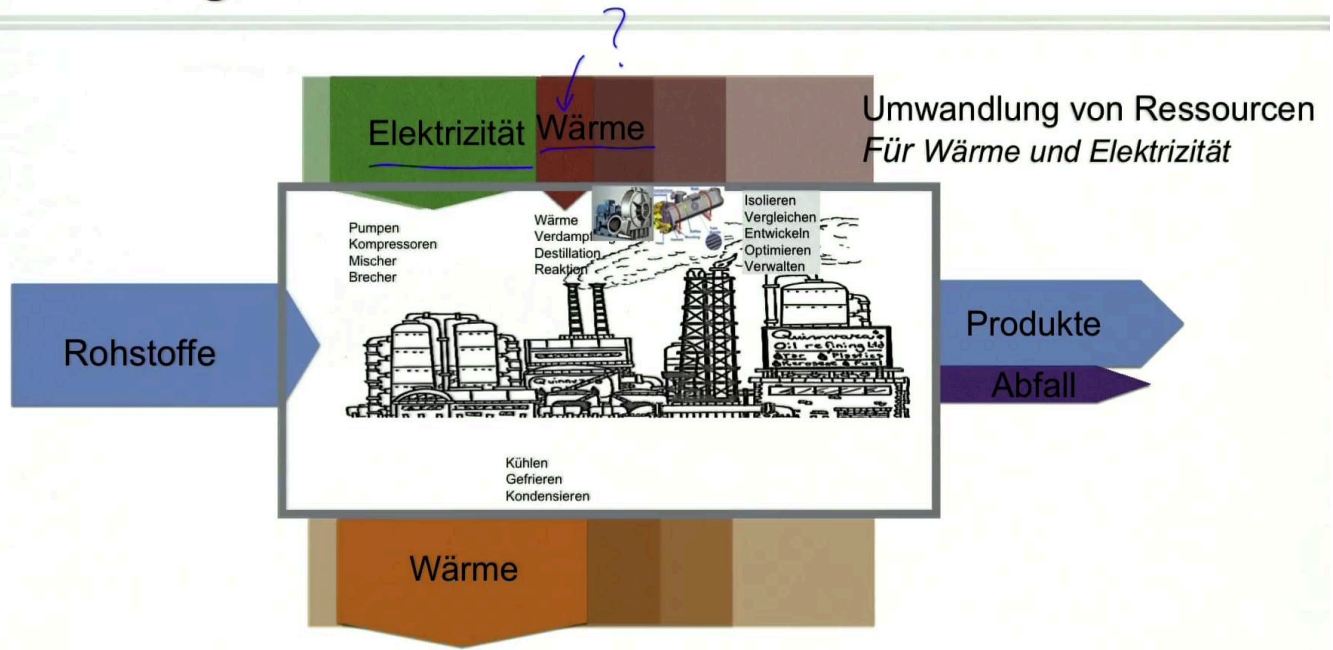 ?
Elektrizität Wärme
Umwandlung von Ressourcen
Für Wärme und Elektrizität
Pumpen
Kompressoren
Mischer
Brecher
Wärme
Destillation
Reaktion
Isolieren
Vergleichen
Entwickeln
Optimieren
Verwalten
Rohstoffe
Produkte
Abfall
Oil refining Ltd
Kühlen
Gefrieren
Kondensieren
Wärme